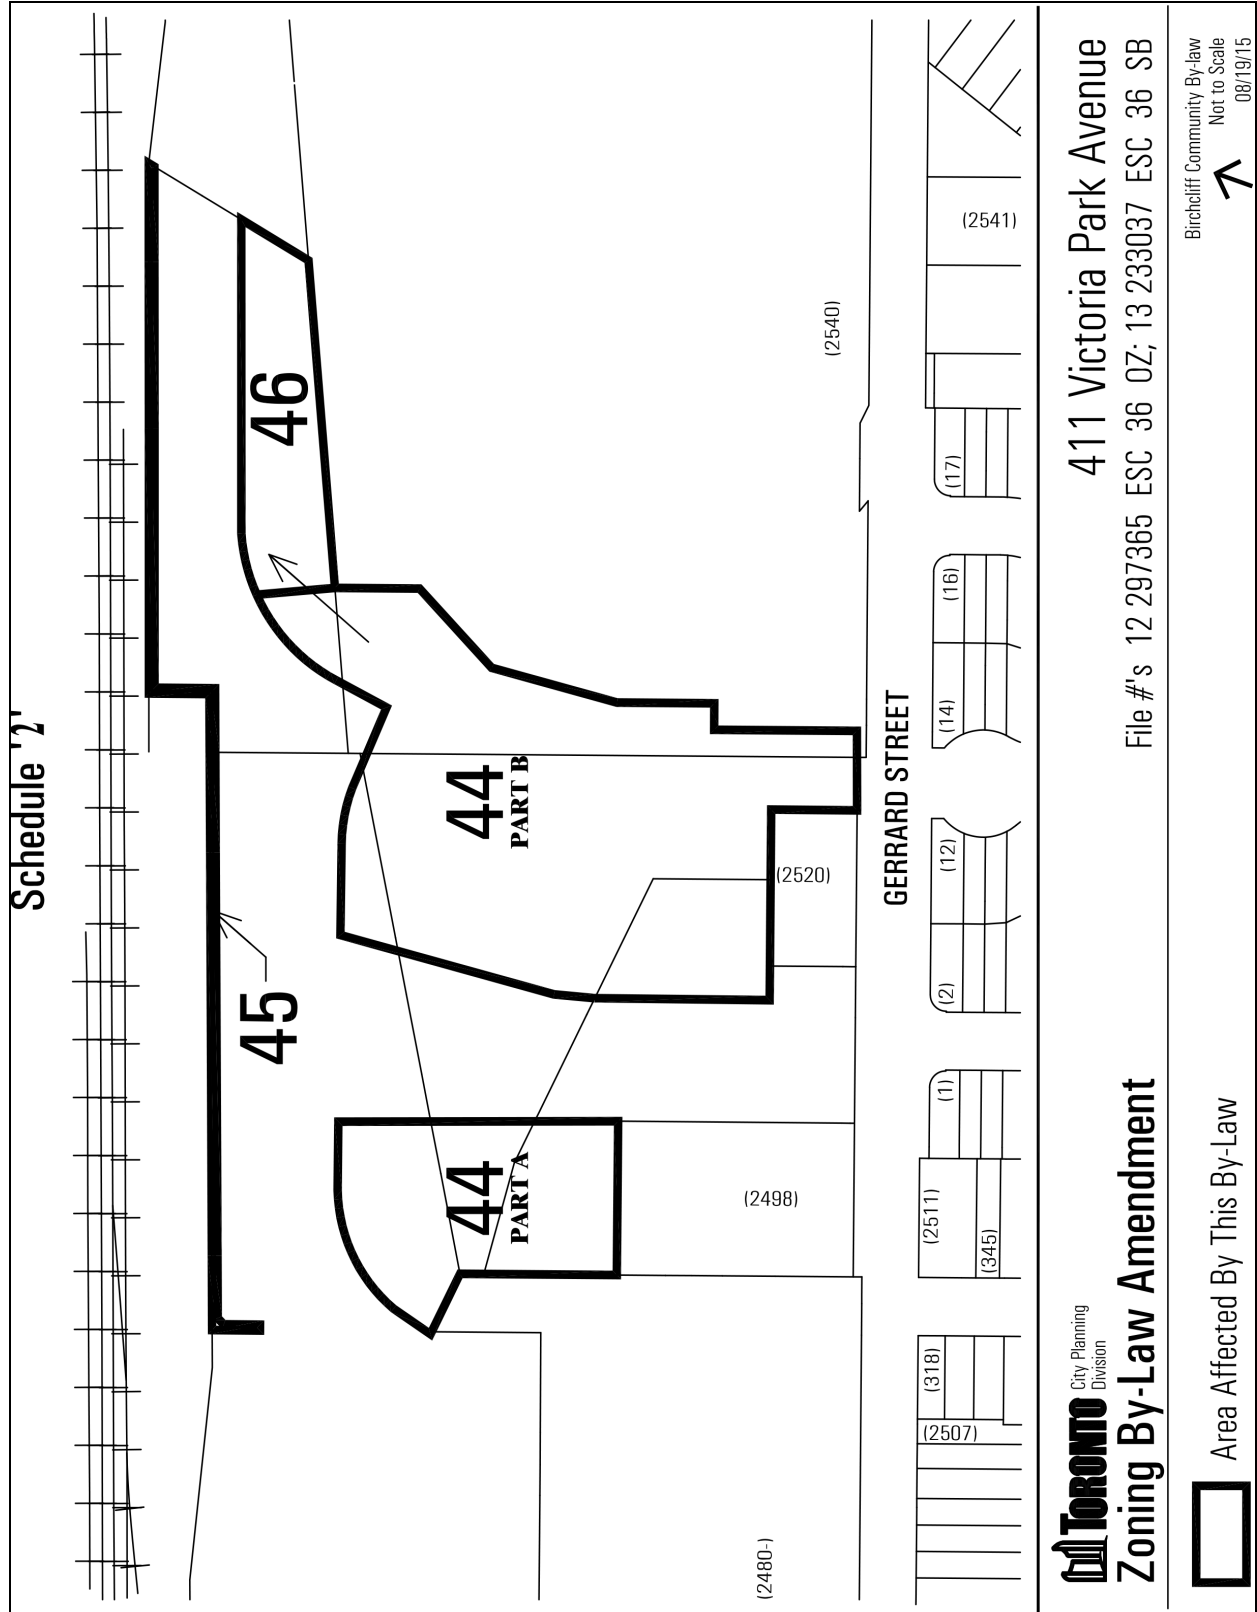 Schedule '2'
46
45
44
PART B
44
PART A
(2540)
(2541)
(2520)
(2498)
(2480-)
GERRARD STREET
(17)
(16)
(14)
(12)
(2)
(1)
(2511)
(345)
(318)
(2507)
TORONTO
City Planning
Division
Zoning By-Law Amendment
411 Victoria Park Avenue
File #'s 12 297365 ESC 36 OZ; 13 233037 ESC 36 SB
Area Affected By This By-Law
Birchcliff Community By-law
Not to Scale
08/19/15